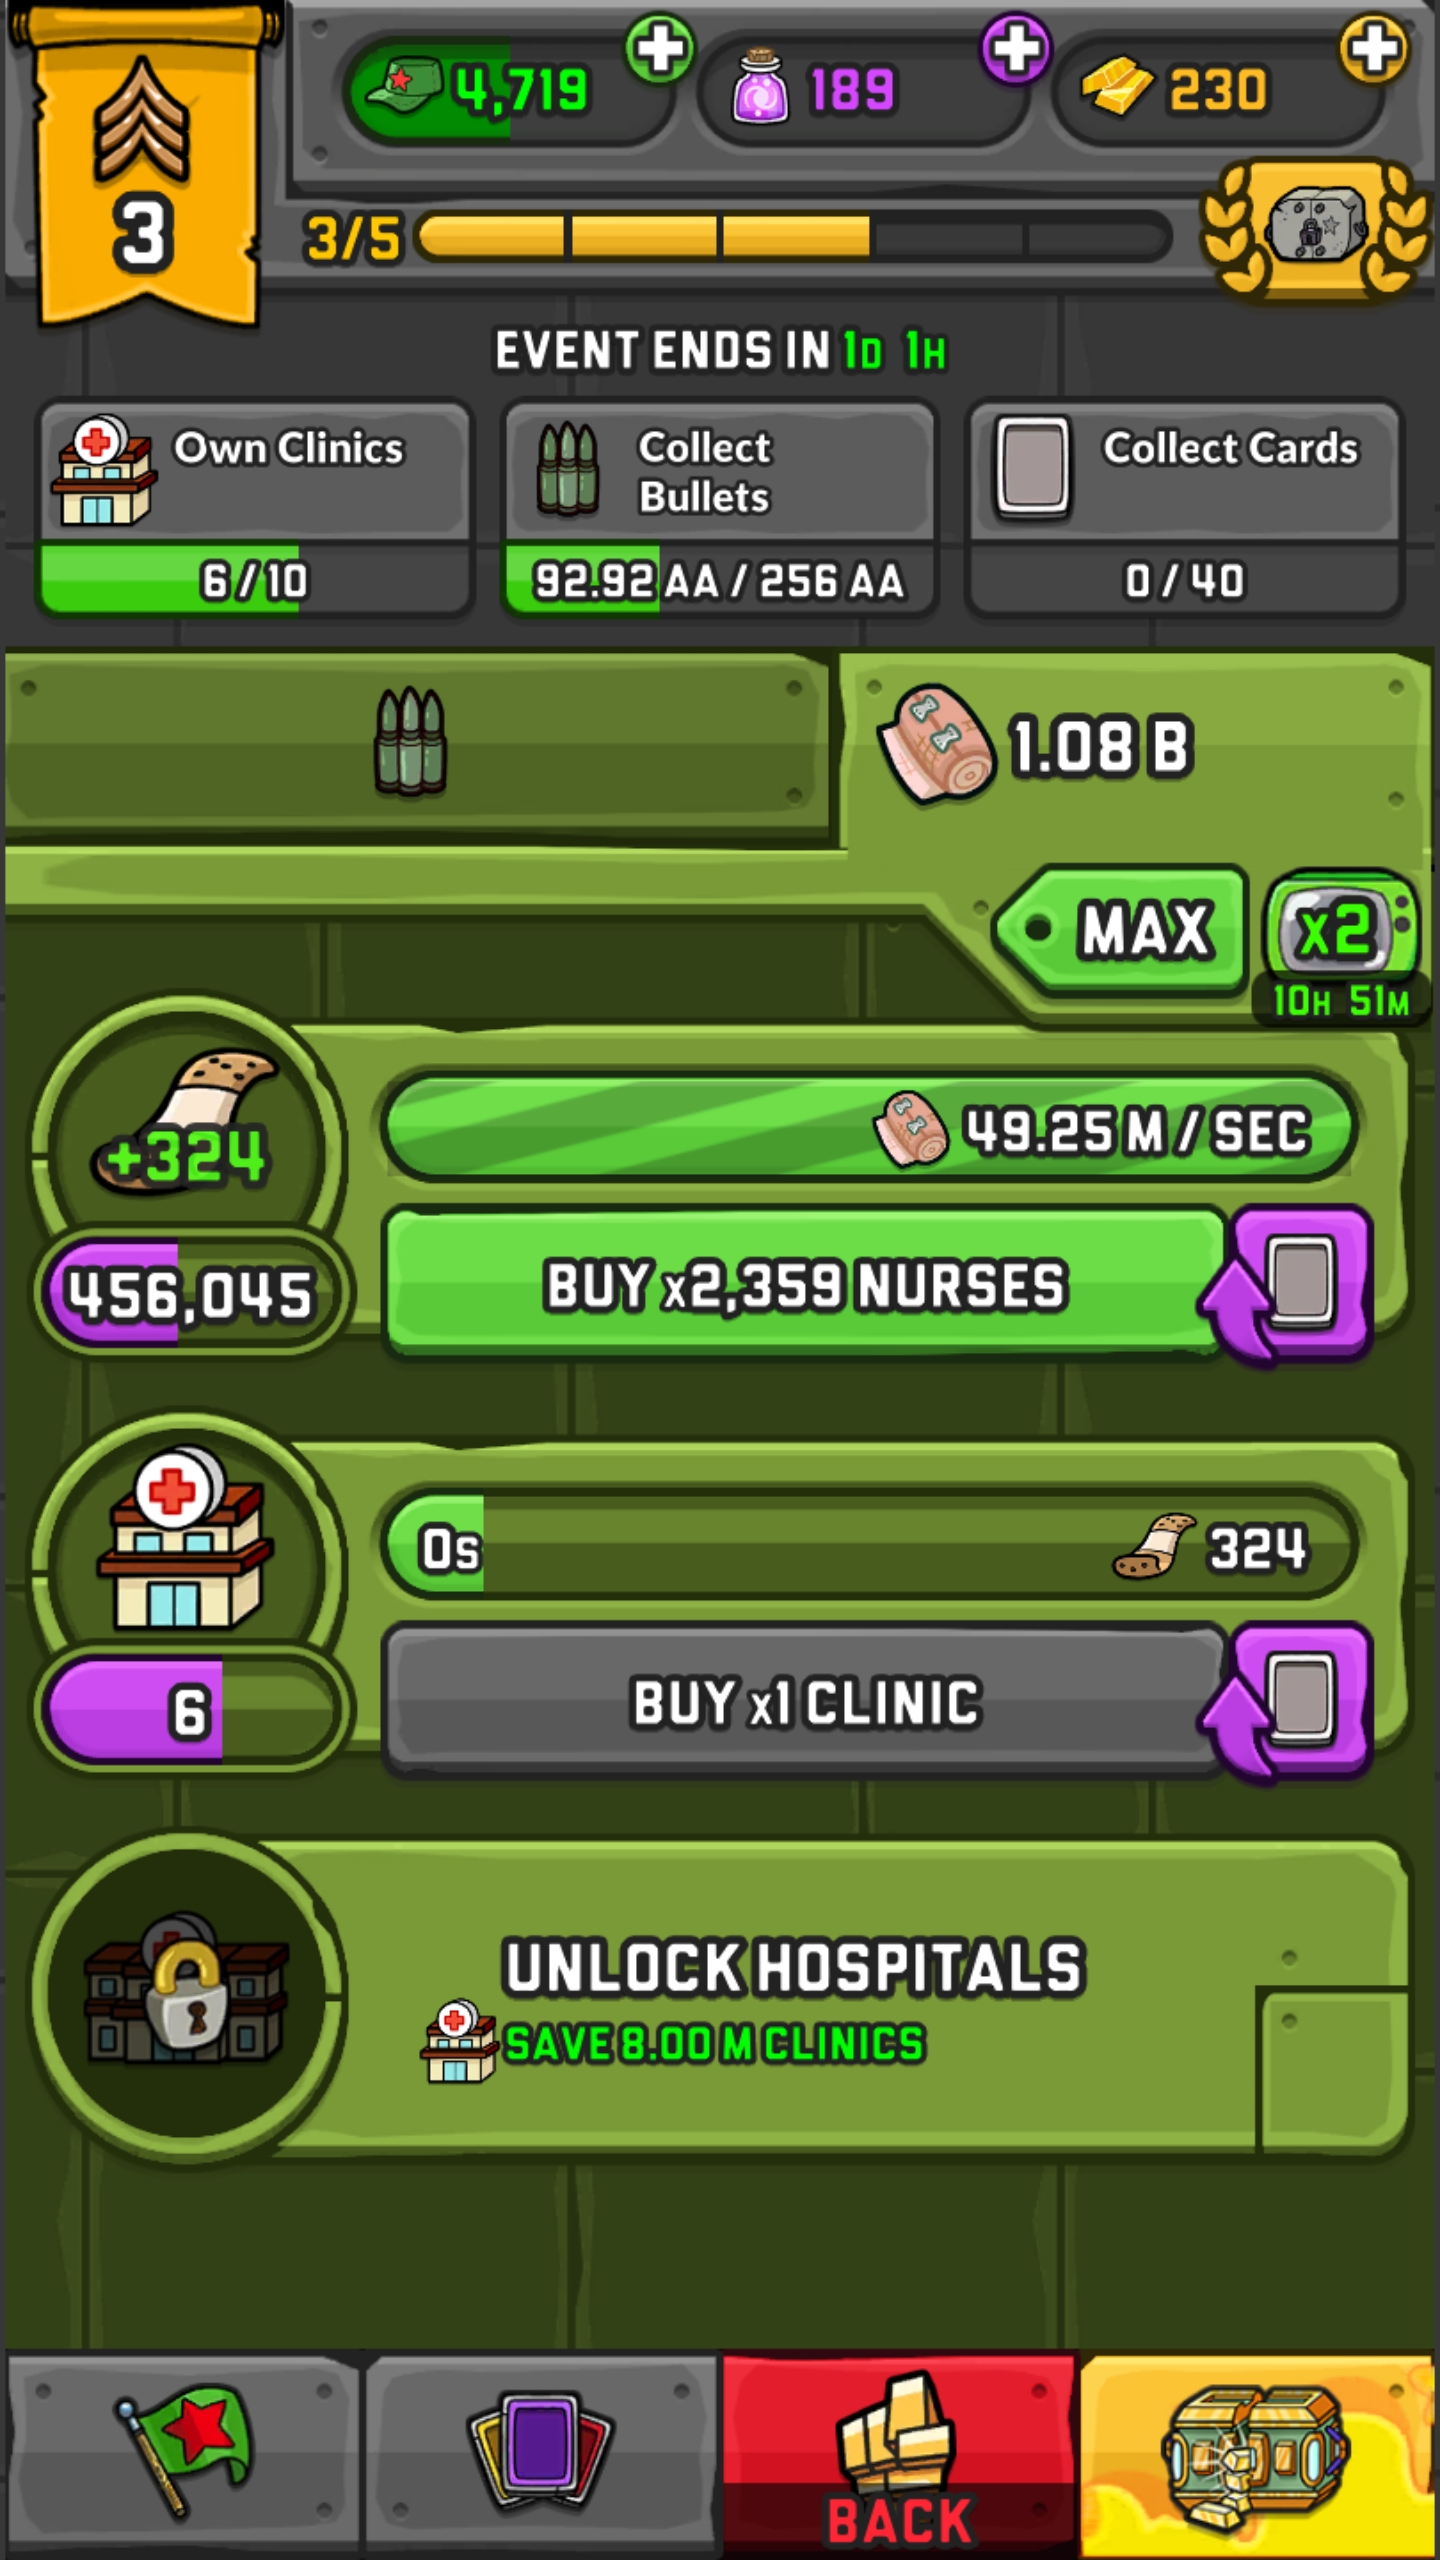 4,719
189
230
3
3/5
EVENT ENDS IN 1D 1H
Own Clinics
6/10
Collect
Bullets
92.92 AA / 256 AA
Collect Cards
0 / 40
1.08 B
MAX
x2
10H 51M
+324
49.25 M / SEC
456,045
BUY x2,359 NURSES
0s
324
6
BUY x1 CLINIC
UNLOCK HOSPITALS
SAVE 8.00 M CLINICS
BACK